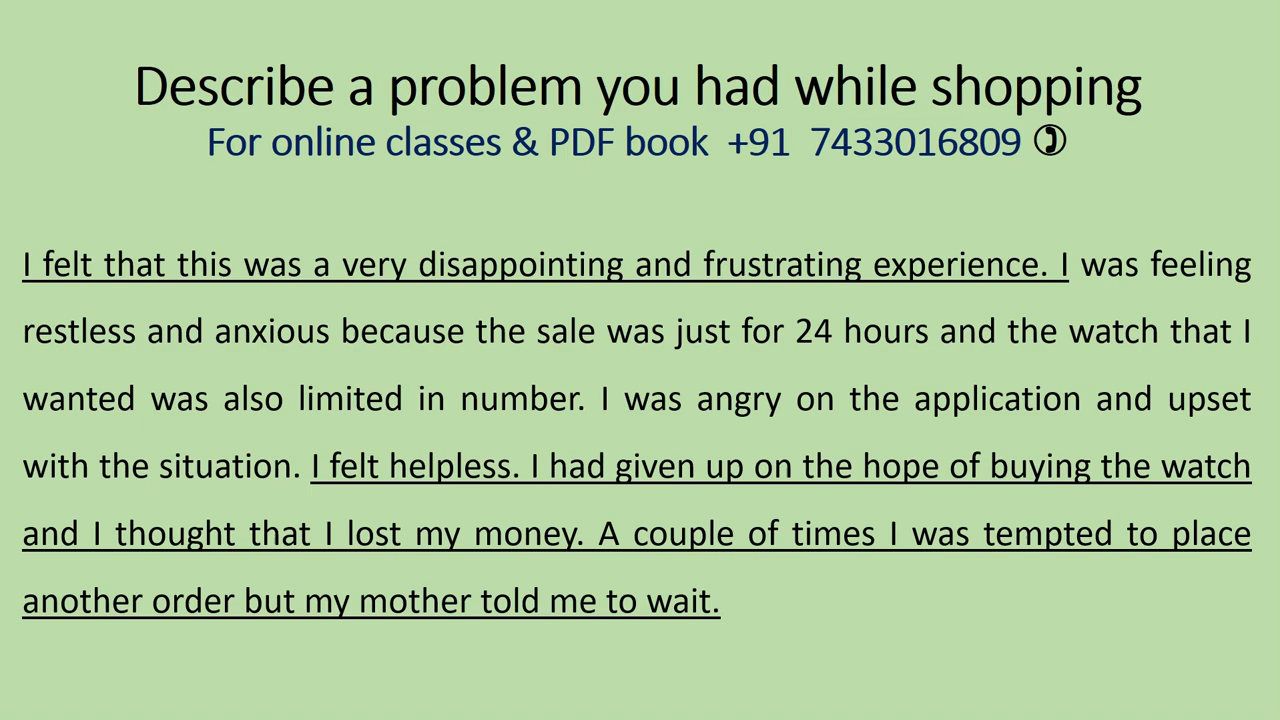 Describe a problem you had while shopping
For online classes & PDF book +91 7433016809 ✆
I felt that this was a very disappointing and frustrating experience. I was feeling
restless and anxious because the sale was just for 24 hours and the watch that I
wanted was also limited in number. I was angry on the application and upset
with the situation. I felt helpless. I had given up on the hope of buying the watch
and I thought that I lost my money. A couple of times I was tempted to place
another order but my mother told me to wait.